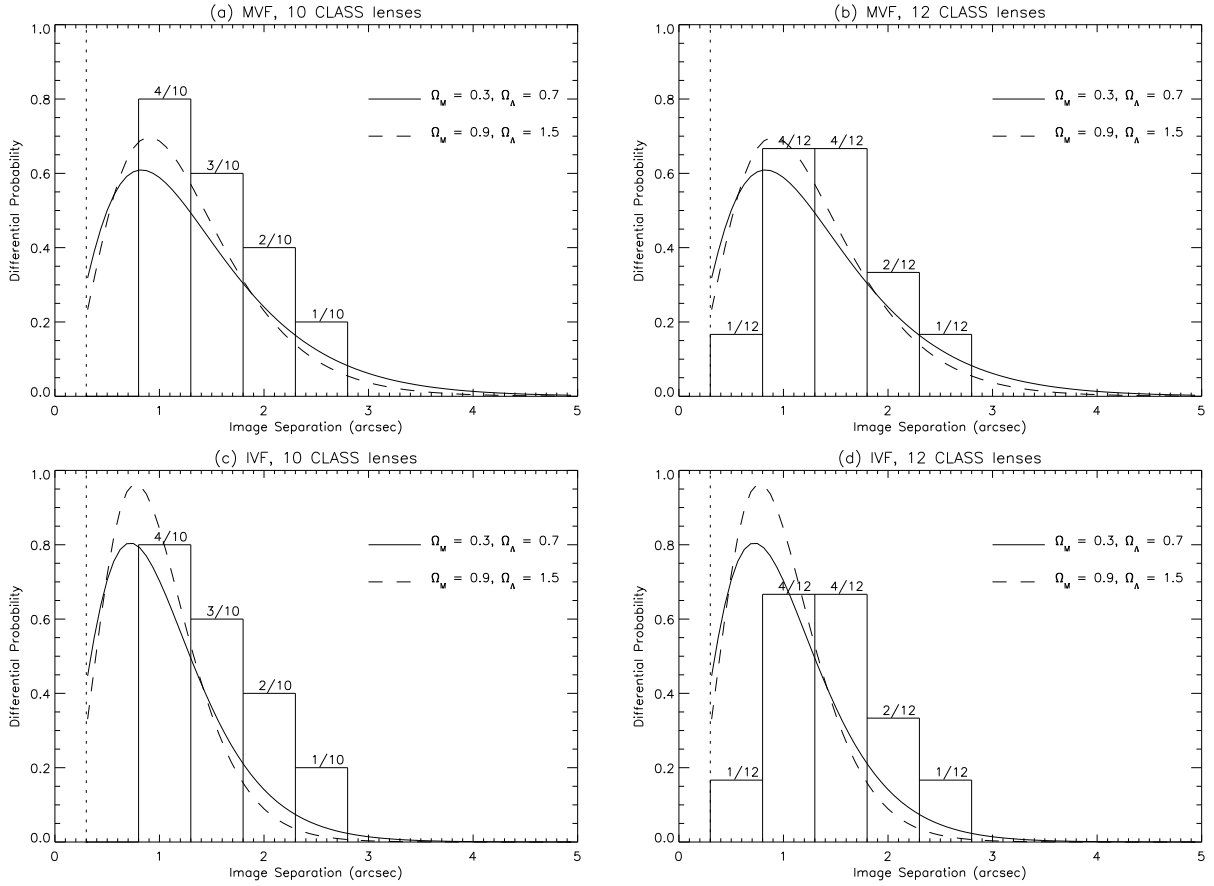 (a) MVF, 10 CLASS lenses
1.0
0.8
0.6
0.4
0.2
0.0
Differential Probability
4/10
3/10
2/10
1/10
Ω_M = 0.3, Ω_Λ = 0.7
Ω_M = 0.9, Ω_Λ = 1.5
0 1 2 3 4 5
Image Separation (arcsec)
(b) MVF, 12 CLASS lenses
1.0
0.8
0.6
0.4
0.2
0.0
Differential Probability
1/12
4/12
4/12
2/12
1/12
Ω_M = 0.3, Ω_Λ = 0.7
Ω_M = 0.9, Ω_Λ = 1.5
0 1 2 3 4 5
Image Separation (arcsec)
(c) IVF, 10 CLASS lenses
1.0
0.8
0.6
0.4
0.2
0.0
Differential Probability
4/10
3/10
2/10
1/10
Ω_M = 0.3, Ω_Λ = 0.7
Ω_M = 0.9, Ω_Λ = 1.5
0 1 2 3 4 5
Image Separation (arcsec)
(d) IVF, 12 CLASS lenses
1.0
0.8
0.6
0.4
0.2
0.0
Differential Probability
1/12
4/12
4/12
2/12
1/12
Ω_M = 0.3, Ω_Λ = 0.7
Ω_M = 0.9, Ω_Λ = 1.5
0 1 2 3 4 5
Image Separation (arcsec)